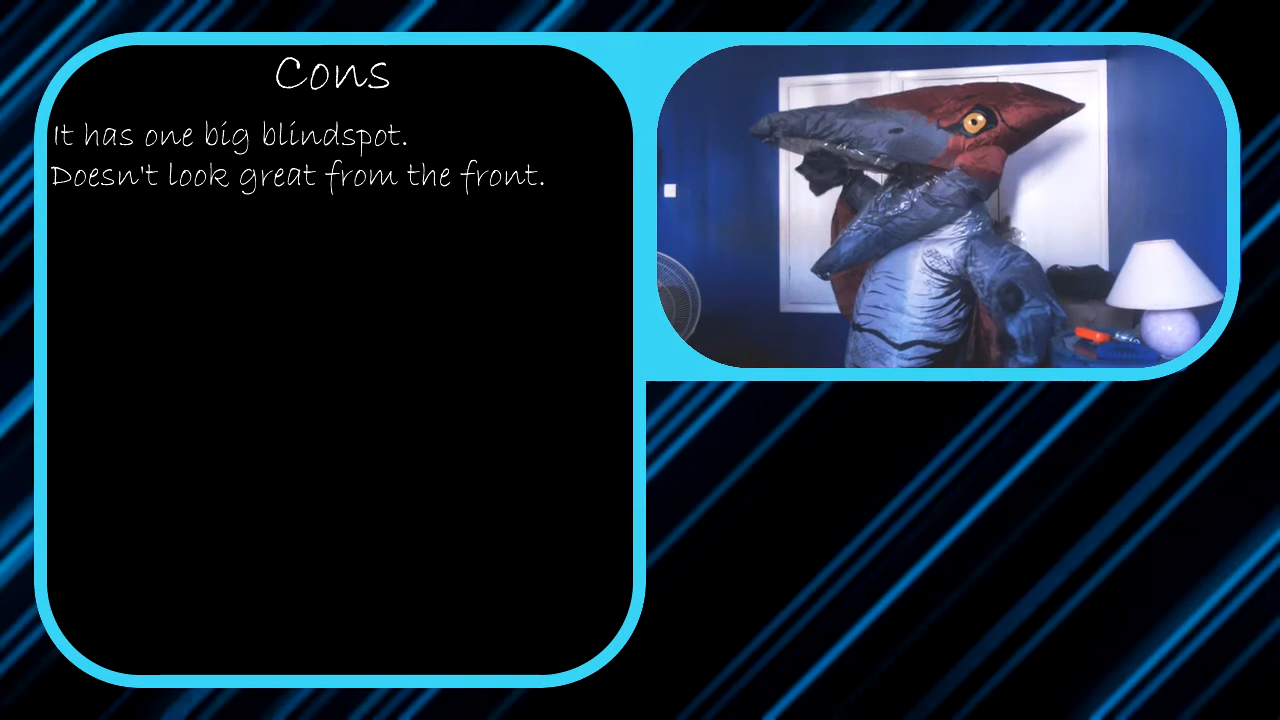 Cons
It has one big blindspot.
Doesn't look great from the front.